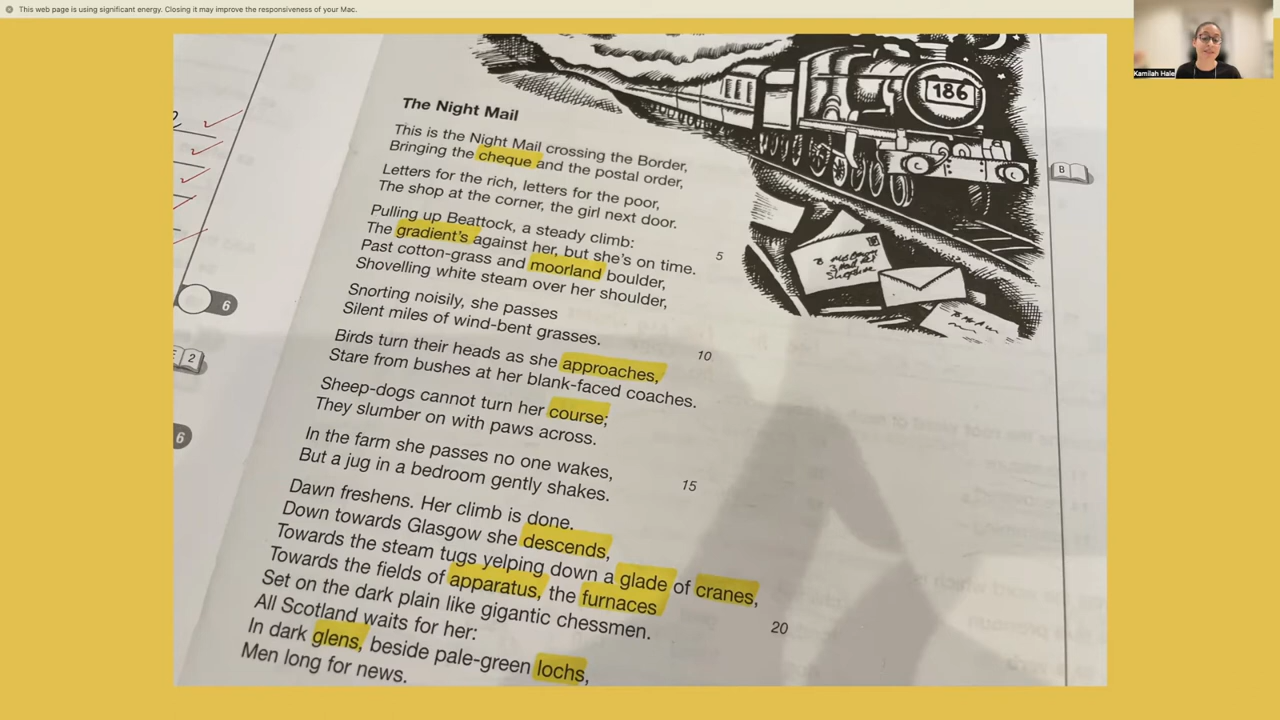 This web page is using significant energy. Closing it may improve the responsiveness of your Mac.
Kamilah Hale
186
The Night Mail
This is the Night Mail crossing the Border,
Bringing the cheque and the postal order,
Letters for the rich, letters for the poor,
The shop at the corner, the girl next door.
Pulling up Beattock, a steady climb:
The gradient's against her, but she's on time. 5
Past cotton-grass and moorland boulder,
Shovelling white steam over her shoulder,
Snorting noisily, she passes
Silent miles of wind-bent grasses.
Birds turn their heads as she approaches, 10
Stare from bushes at her blank-faced coaches.
Sheep-dogs cannot turn her course;
They slumber on with paws across.
In the farm she passes no one wakes,
But a jug in a bedroom gently shakes. 15
Dawn freshens. Her climb is done.
Down towards Glasgow she descends,
Towards the steam tugs yelping down a glade of cranes,
Towards the fields of apparatus, the furnaces
Set on the dark plain like gigantic chessmen. 20
All Scotland waits for her:
In dark glens, beside pale-green lochs,
Men long for news.
B
6
2
6